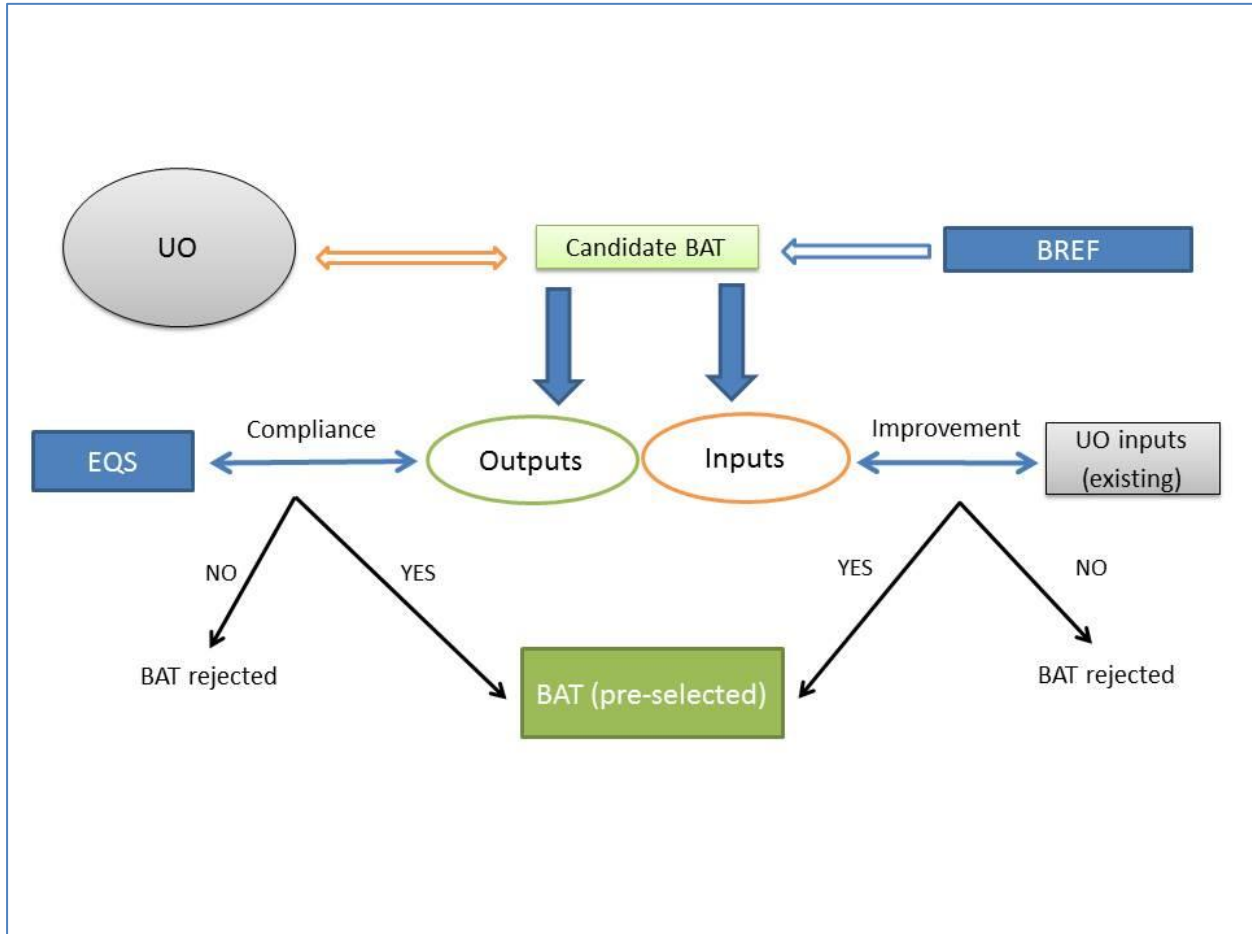 UO
Candidate BAT
BREF
Compliance
Improvement
EQS
Outputs
Inputs
UO inputs
(existing)
NO
YES
YES
NO
BAT rejected
BAT (pre-selected)
BAT rejected